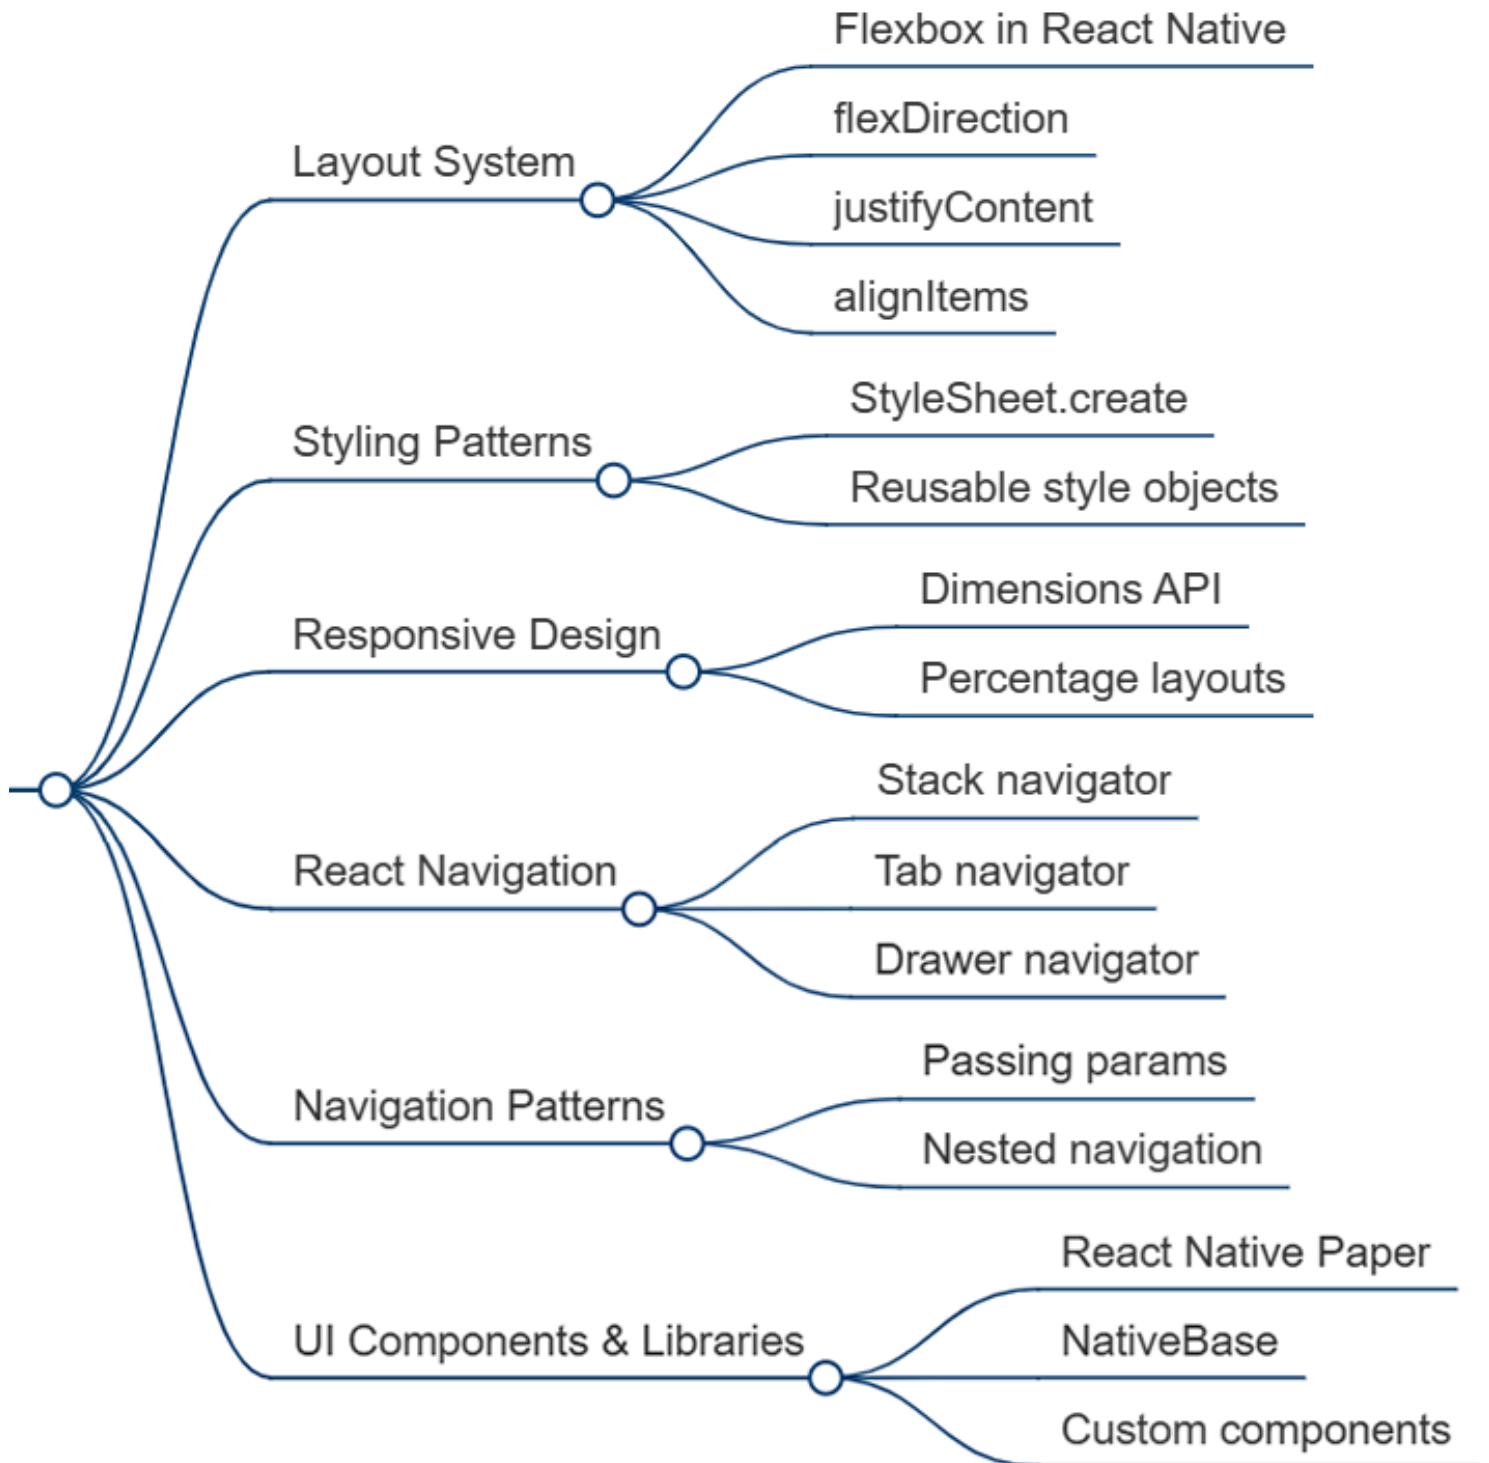 Layout System
Flexbox in React Native
flexDirection
justifyContent
alignItems
Styling Patterns
StyleSheet.create
Reusable style objects
Responsive Design
Dimensions API
Percentage layouts
React Navigation
Stack navigator
Tab navigator
Drawer navigator
Navigation Patterns
Passing params
Nested navigation
UI Components & Libraries
React Native Paper
NativeBase
Custom components